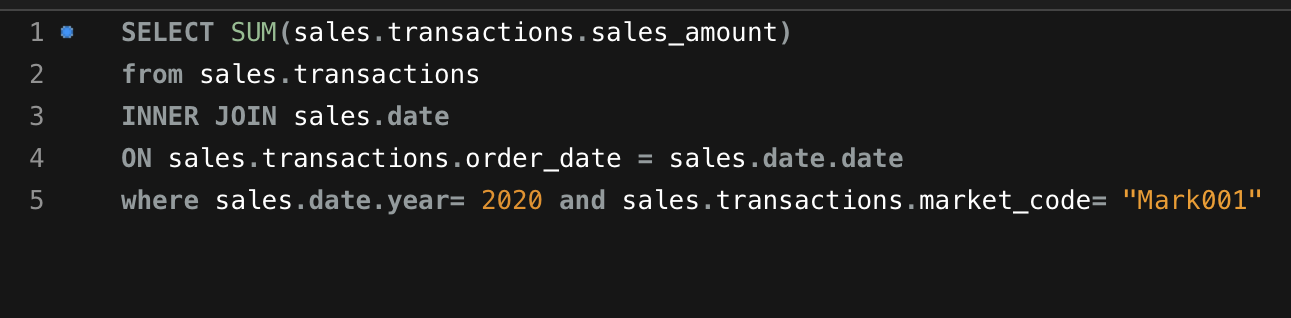 1 SELECT SUM(sales.transactions.sales_amount)
2 from sales.transactions
3 INNER JOIN sales.date
4 ON sales.transactions.order_date = sales.date.date
5 where sales.date.year= 2020 and sales.transactions.market_code= "Mark001"